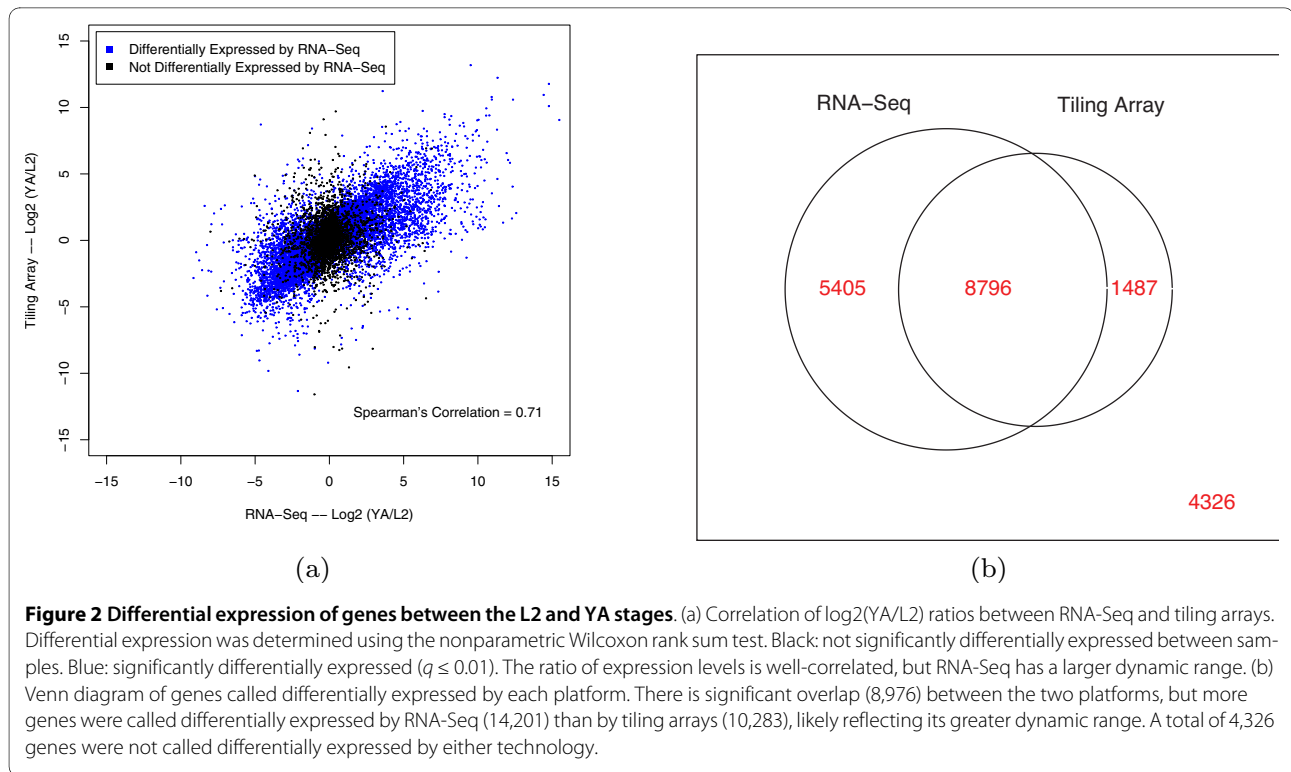 Differentially Expressed by RNA-Seq
Not Differentially Expressed by RNA-Seq
15
10
5
0
−5
−10
−15
Tiling Array −− Log2 (YA/L2)
Spearman's Correlation = 0.71
−15 −10 −5 0 5 10 15
RNA-Seq −− Log2 (YA/L2)
(a)
RNA−Seq Tiling Array
5405 8796 1487
4326
(b)
Figure 2 Differential expression of genes between the L2 and YA stages. (a) Correlation of log2(YA/L2) ratios between RNA-Seq and tiling arrays.
Differential expression was determined using the nonparametric Wilcoxon rank sum test. Black: not significantly differentially expressed between sam-
ples. Blue: significantly differentially expressed (q ≤ 0.01). The ratio of expression levels is well-correlated, but RNA-Seq has a larger dynamic range. (b)
Venn diagram of genes called differentially expressed by each platform. There is significant overlap (8,976) between the two platforms, but more
genes were called differentially expressed by RNA-Seq (14,201) than by tiling arrays (10,283), likely reflecting its greater dynamic range. A total of 4,326
genes were not called differentially expressed by either technology.